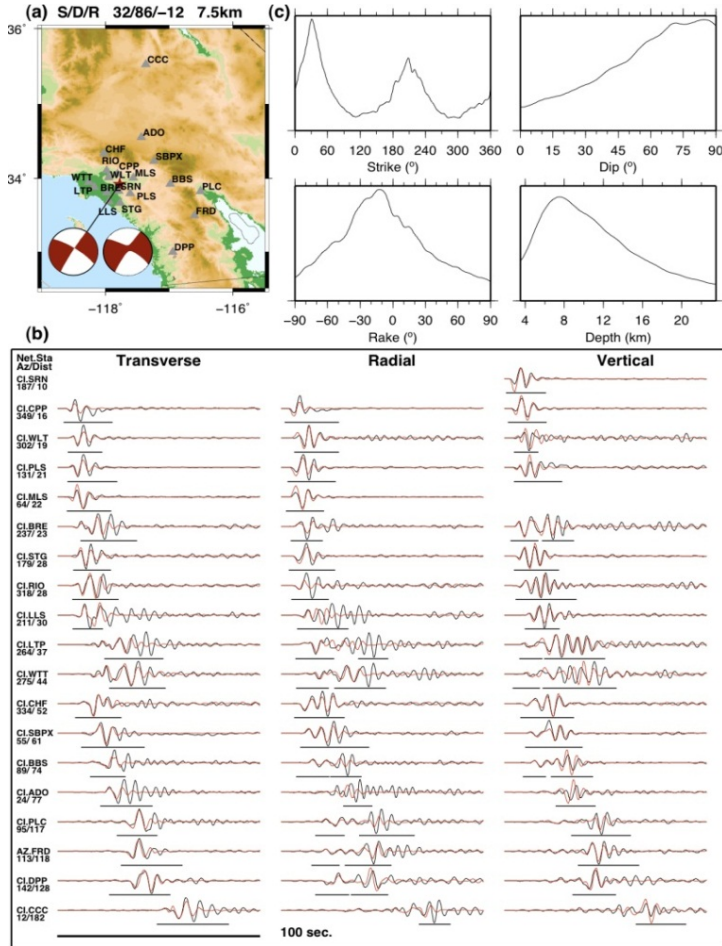 (a) S/D/R 32/86/−12 7.5km
36°
34°
−118°
−116°
CCC
ADO
CHF
RIO
SBPX
CPP
WLT
MLS
WTT
BBS
LTP
BRE
SRN
PLS
PLC
LLS
STG
FRD
DPP
(c)
0 60 120 180 240 300 360
Strike (°)
0 15 30 45 60 75 90
Dip (°)
−90 −60 −30 0 30 60 90
Rake (°)
4 8 12 16 20
Depth (km)
(b)
Net.Sta
Az/Dist
Transverse Radial Vertical
CI.SRN
187/ 10
CI.CPP
349/ 16
CI.WLT
302/ 19
CI.PLS
131/ 21
CI.MLS
64/ 22
CI.BRE
237/ 23
CI.STG
179/ 28
CI.RIO
318/ 28
CI.LLS
211/ 30
CI.LTP
264/ 37
CI.WTT
275/ 44
CI.CHF
334/ 52
CI.SBPX
55/ 61
CI.BBS
89/ 74
CI.ADO
24/ 77
CI.PLC
95/117
AZ.FRD
113/118
CI.DPP
142/128
CI.CCC
12/182
100 sec.